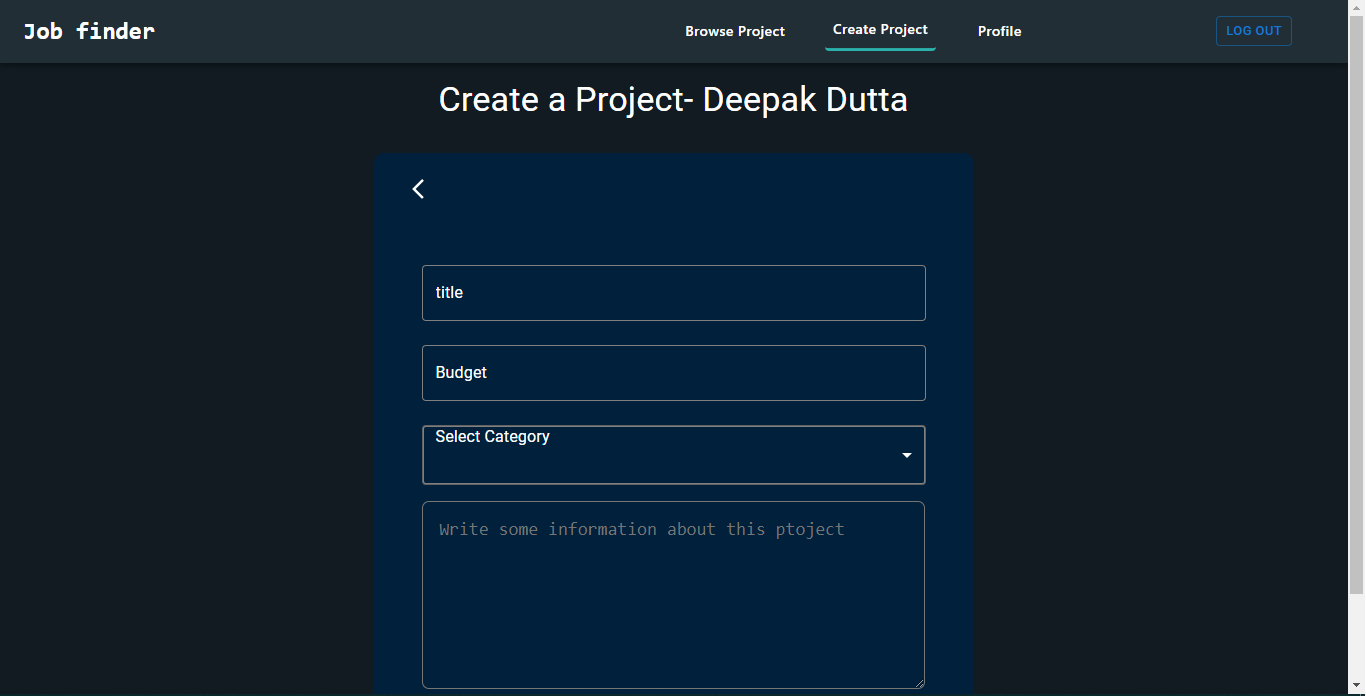 Job finder
Browse Project
Create Project
Profile
LOG OUT
Create a Project- Deepak Dutta
title
Budget
Select Category
Write some information about this ptoject